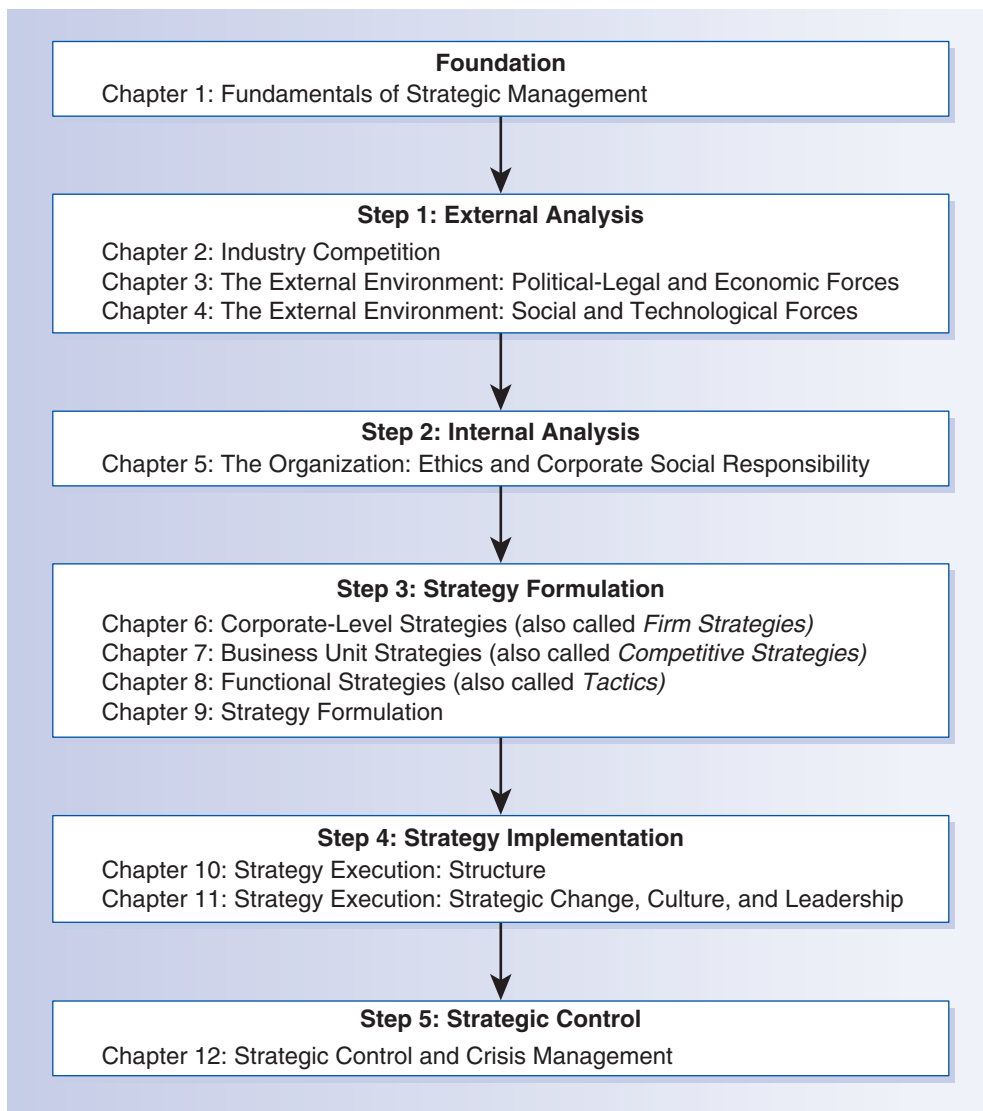 Foundation
Chapter 1: Fundamentals of Strategic Management
Step 1: External Analysis
Chapter 2: Industry Competition
Chapter 3: The External Environment: Political-Legal and Economic Forces
Chapter 4: The External Environment: Social and Technological Forces
Step 2: Internal Analysis
Chapter 5: The Organization: Ethics and Corporate Social Responsibility
Step 3: Strategy Formulation
Chapter 6: Corporate-Level Strategies (also called Firm Strategies)
Chapter 7: Business Unit Strategies (also called Competitive Strategies)
Chapter 8: Functional Strategies (also called Tactics)
Chapter 9: Strategy Formulation
Step 4: Strategy Implementation
Chapter 10: Strategy Execution: Structure
Chapter 11: Strategy Execution: Strategic Change, Culture, and Leadership
Step 5: Strategic Control
Chapter 12: Strategic Control and Crisis Management